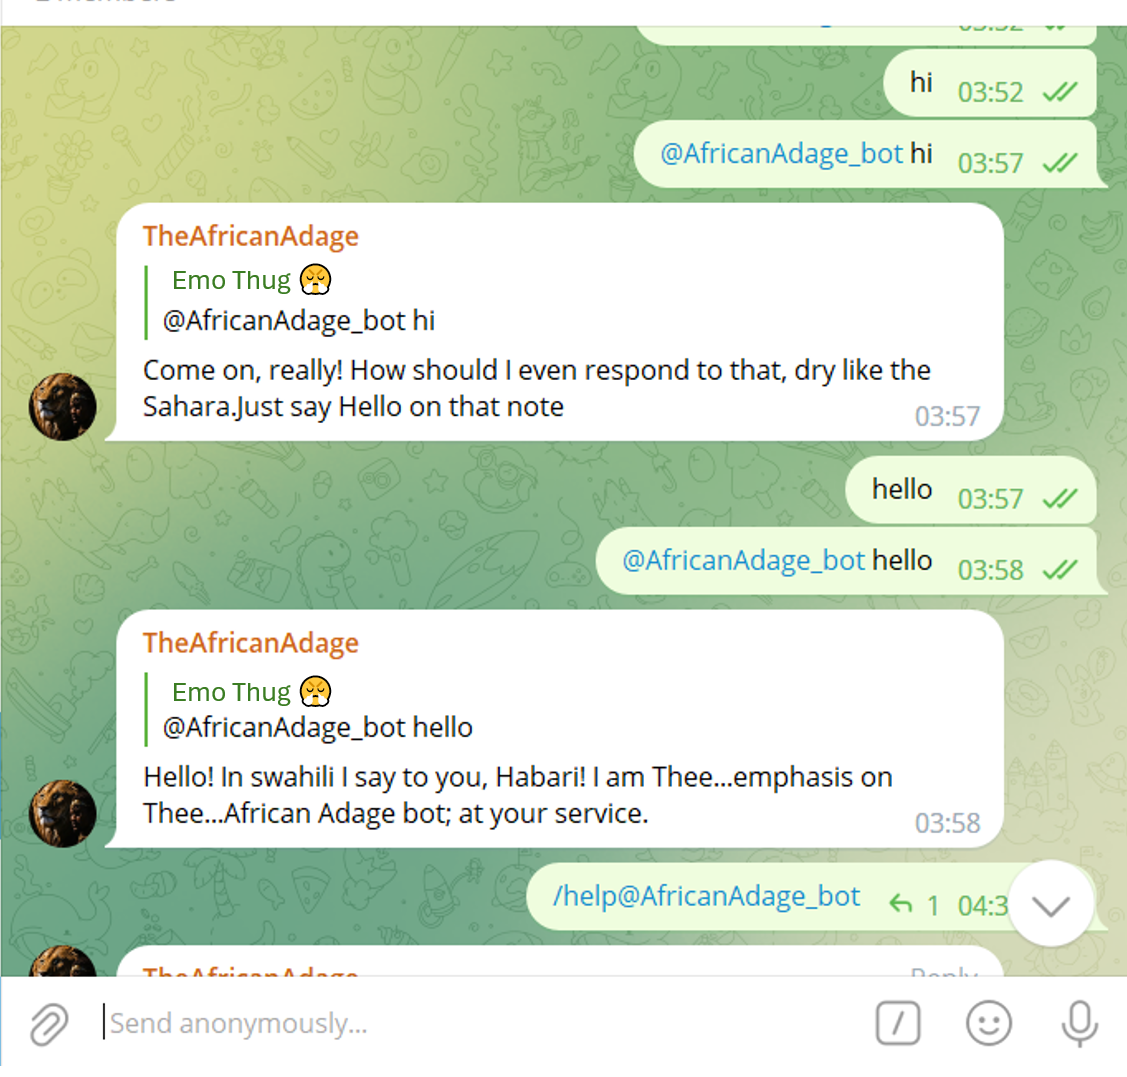 hi 03:52
@AfricanAdage_bot hi 03:57
TheAfricanAdage
Emo Thug 😤
@AfricanAdage_bot hi
Come on, really! How should I even respond to that, dry like the
Sahara.Just say Hello on that note
03:57
hello 03:57
@AfricanAdage_bot hello 03:58
TheAfricanAdage
Emo Thug 😤
@AfricanAdage_bot hello
Hello! In swahili I say to you, Habari! I am Thee...emphasis on
Thee...African Adage bot; at your service.
03:58
/help@AfricanAdage_bot 1 04:3
TheAfricanAdage Reply
Send anonymously...